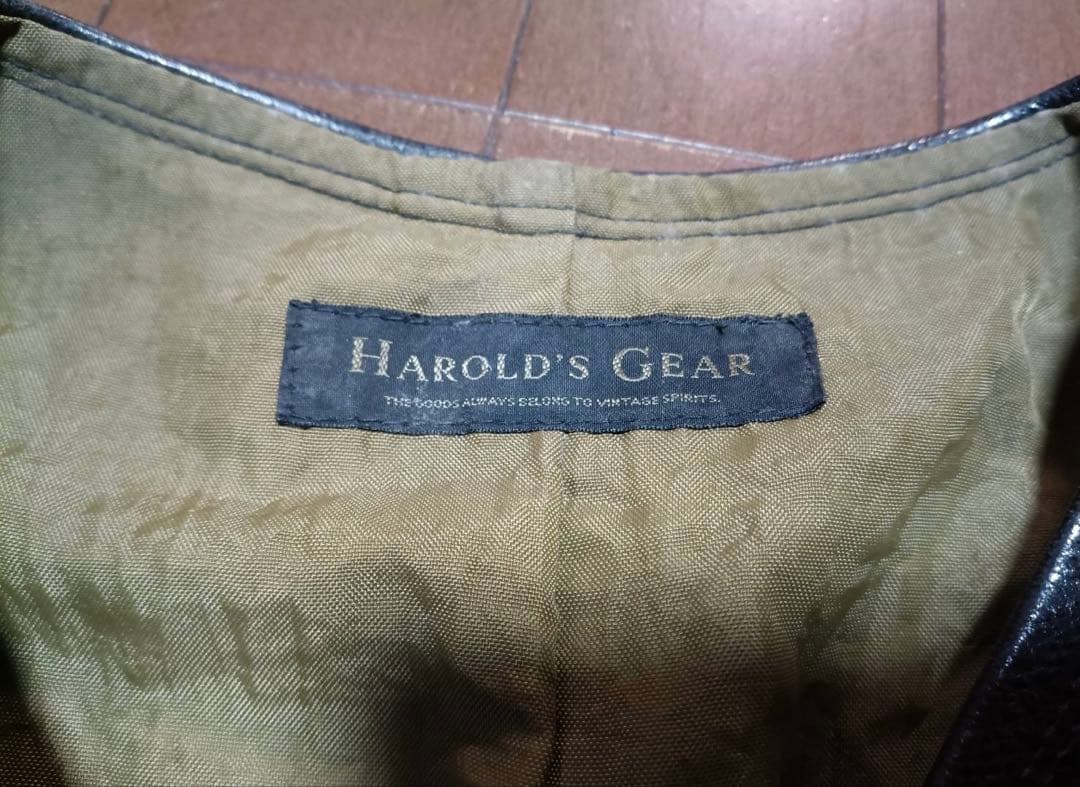 HAROLD'S GEAR
THE GOODS ALWAYS BELONG TO VINTAGE SPIRITS.